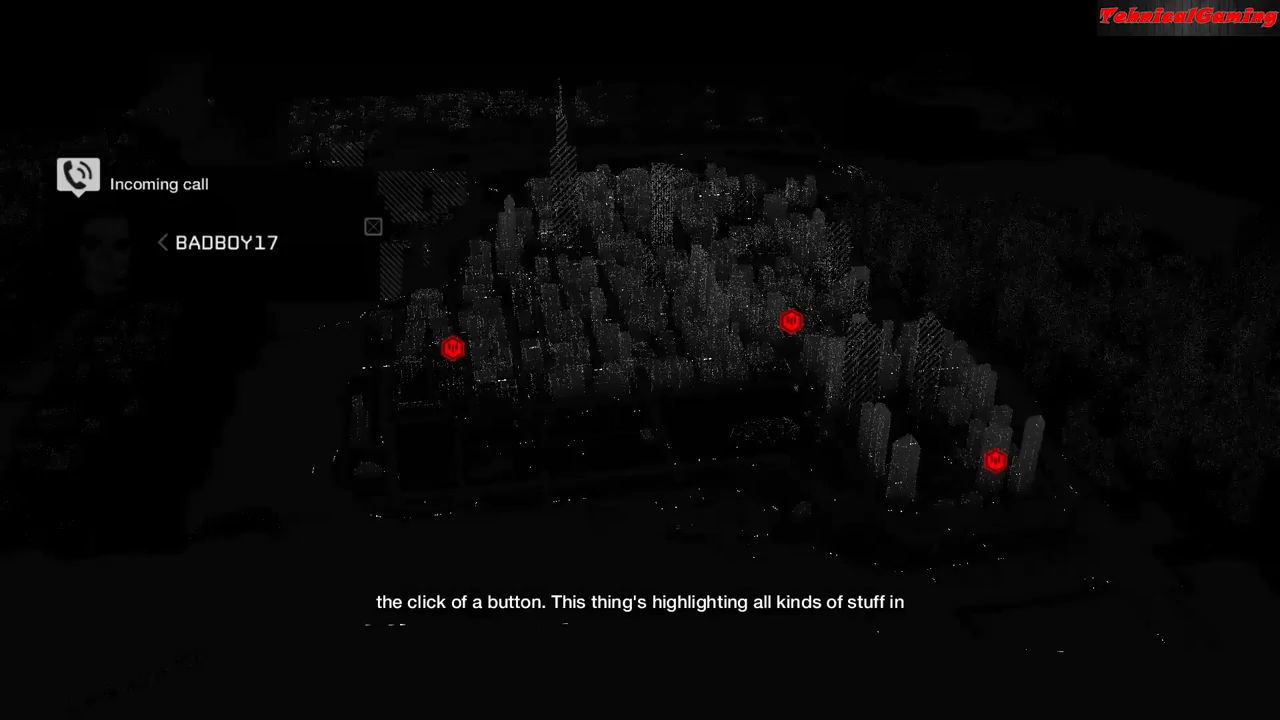 TehnicalGaming
Incoming call
BADBOY17
the click of a button. This thing's highlighting all kinds of stuff in